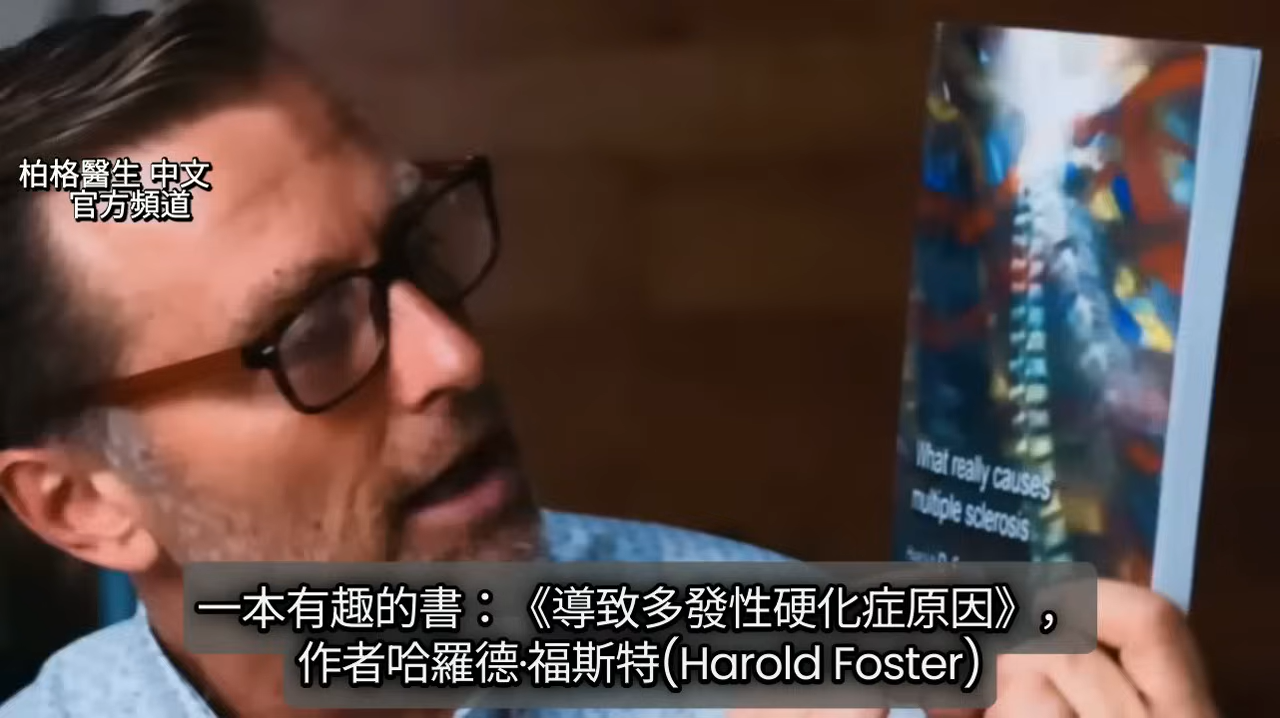 柏格醫生 中文
官方頻道
What really causes
multiple sclerosis
一本有趣的書：《導致多發性硬化症原因》，
作者哈羅德·福斯特(Harold Foster)